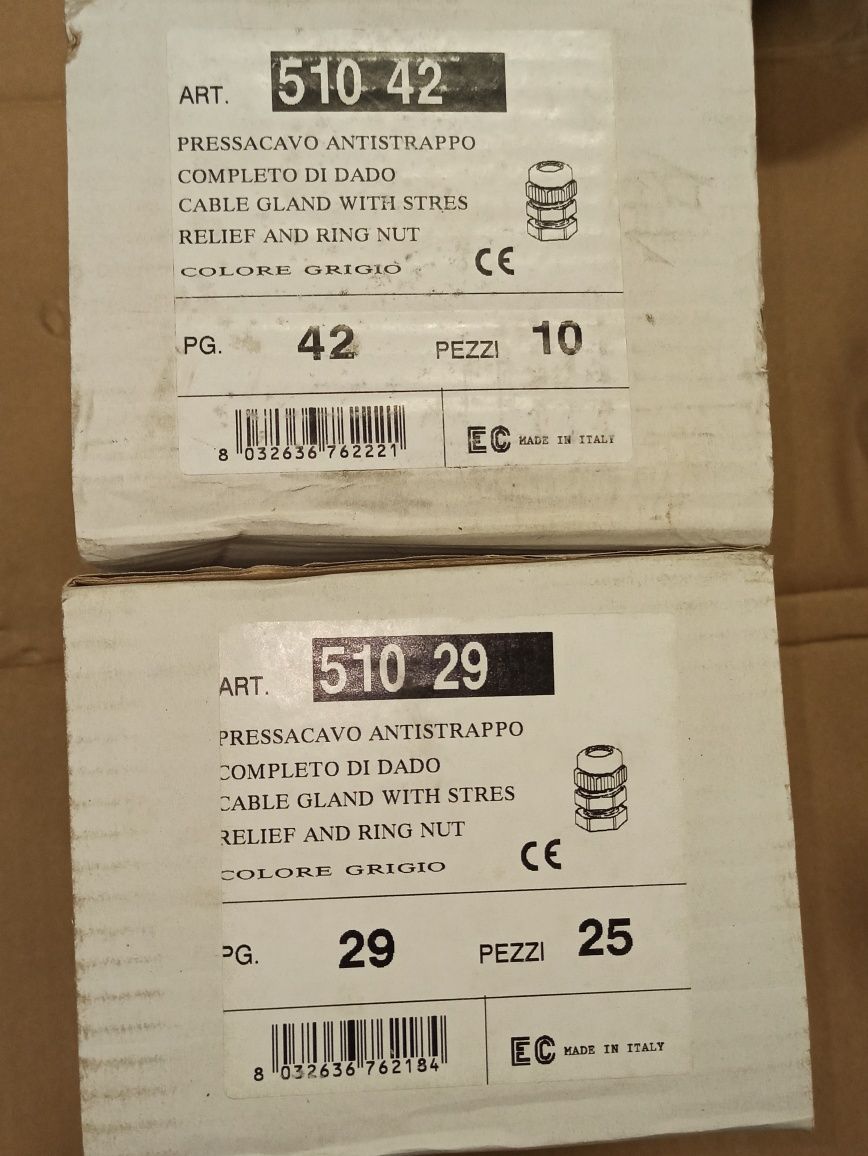 ART. 510 42
PRESSACAVO ANTISTRAPPO
COMPLETO DI DADO
CABLE GLAND WITH STRES
RELIEF AND RING NUT
COLORE GRIGIO CE
PG. 42 PEZZI 10
8 032636 762221
EC MADE IN ITALY
ART. 510 29
PRESSACAVO ANTISTRAPPO
COMPLETO DI DADO
CABLE GLAND WITH STRES
RELIEF AND RING NUT
COLORE GRIGIO CE
PG. 29 PEZZI 25
8 032636 762184
EC MADE IN ITALY